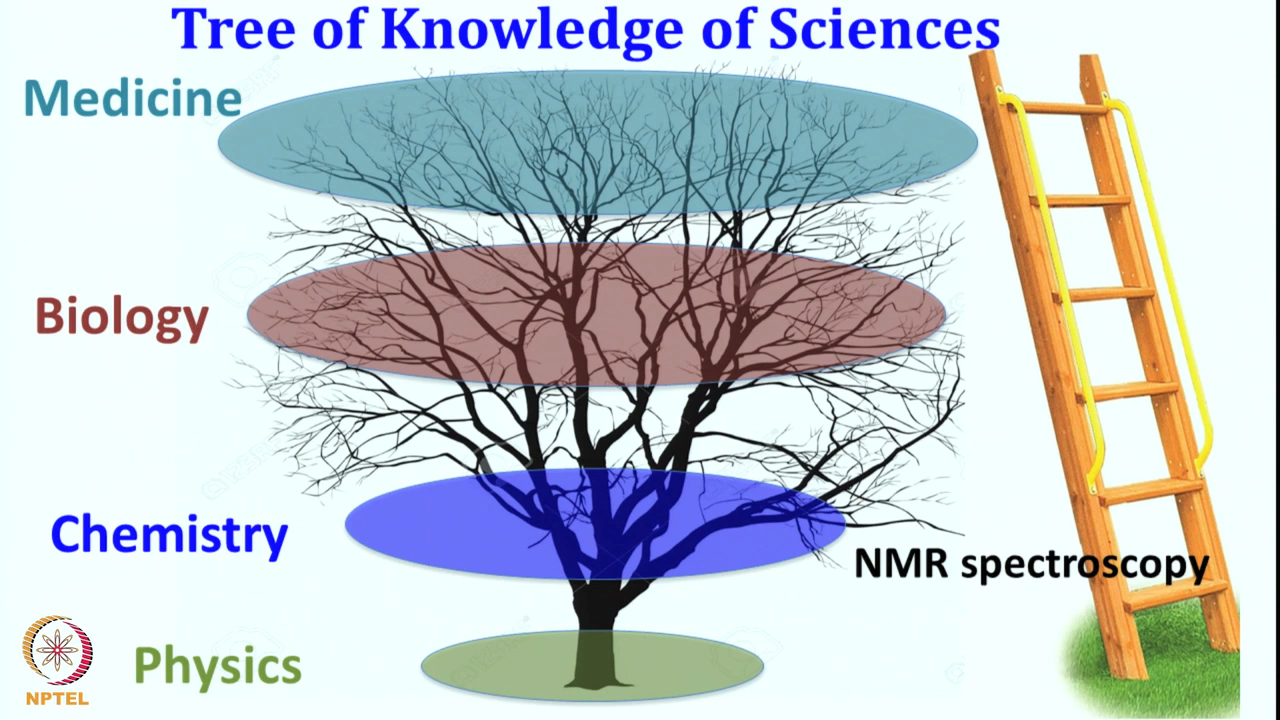 Tree of Knowledge of Sciences
Medicine
Biology
Chemistry
NMR spectroscopy
Physics
NPTEL